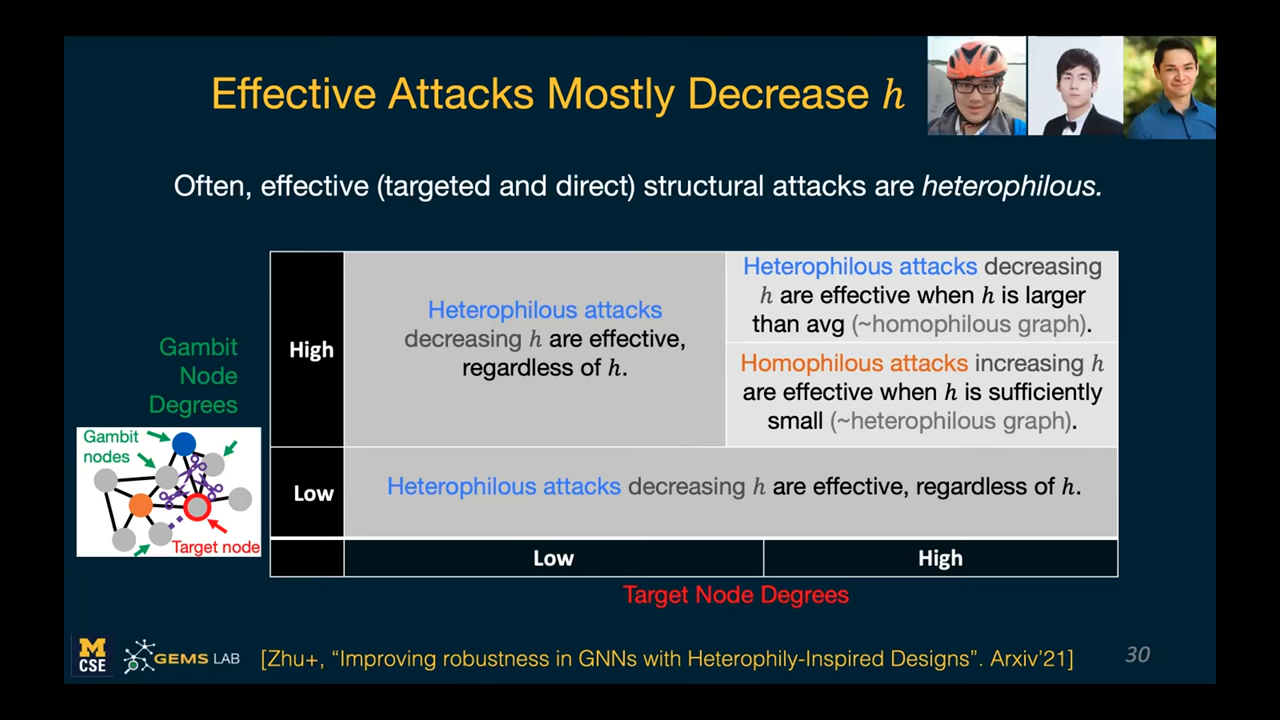 Effective Attacks Mostly Decrease h
Often, effective (targeted and direct) structural attacks are heterophilous.
Gambit
Node
Degrees
High
Heterophilous attacks
decreasing h are effective,
regardless of h.
Heterophilous attacks decreasing
h are effective when h is larger
than avg (~homophilous graph).
Homophilous attacks increasing h
are effective when h is sufficiently
small (~heterophilous graph).
Gambit
nodes
Target node
Low
Heterophilous attacks decreasing h are effective, regardless of h.
Low
High
Target Node Degrees
M
CSE
GEMS LAB
[Zhu+, “Improving robustness in GNNs with Heterophily-Inspired Designs”. Arxiv’21]
30